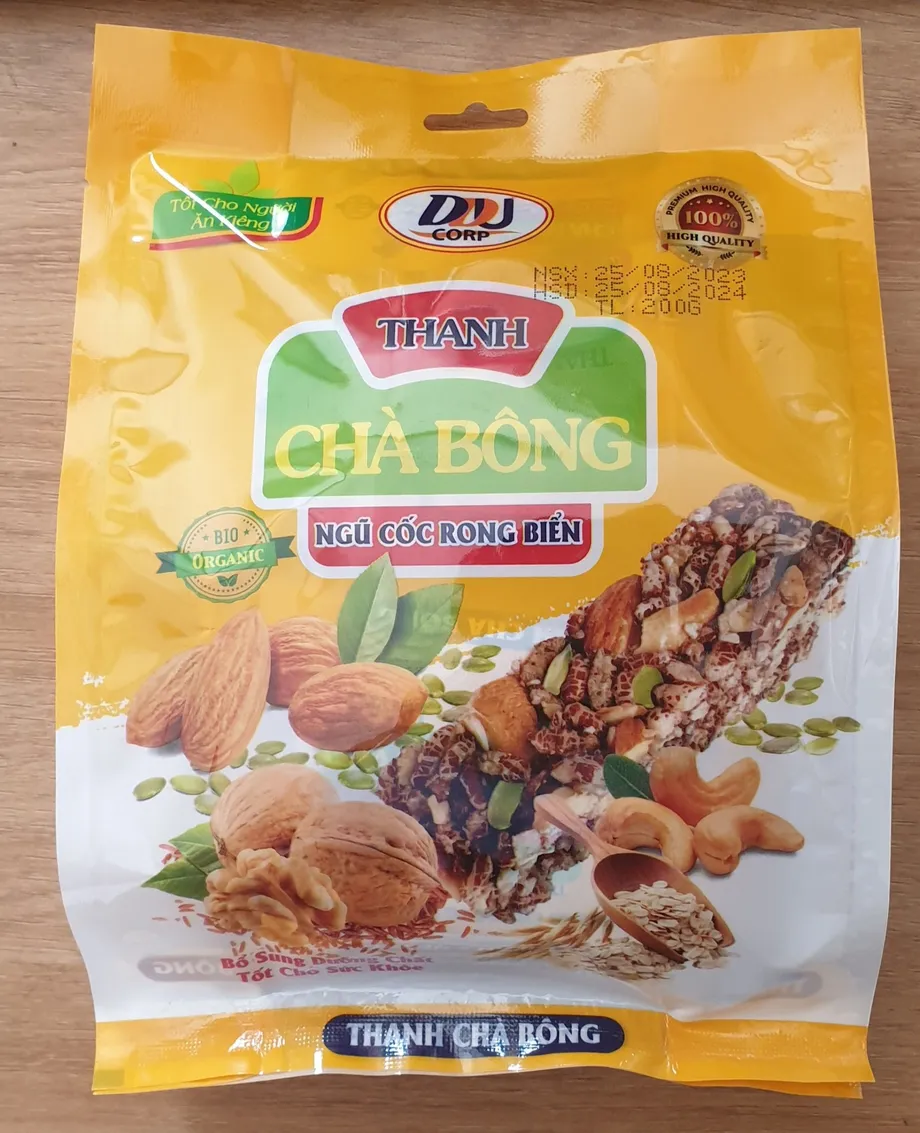 Tốt Cho Người
Ăn Kiêng
CORP
PREMIUM HIGH QUALITY
100%
HIGH QUALITY
NSX:25/08/2023
HSD:25/08/2024
TL:200G
THANH
CHÀ BÔNG
NGŨ CỐC RONG BIỂN
BIO
ORGANIC
Bổ Sung Dưỡng Chất
Tốt Cho Sức Khỏe
THANH CHÀ BÔNG